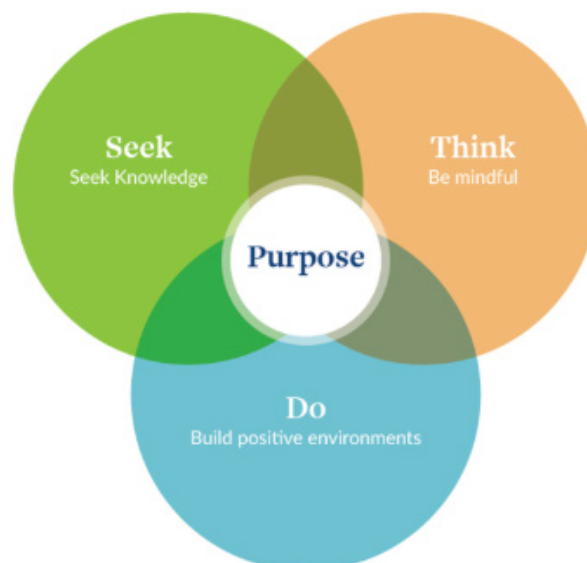 Seek
Seek Knowledge
Think
Be mindful
Purpose
Do
Build positive environments